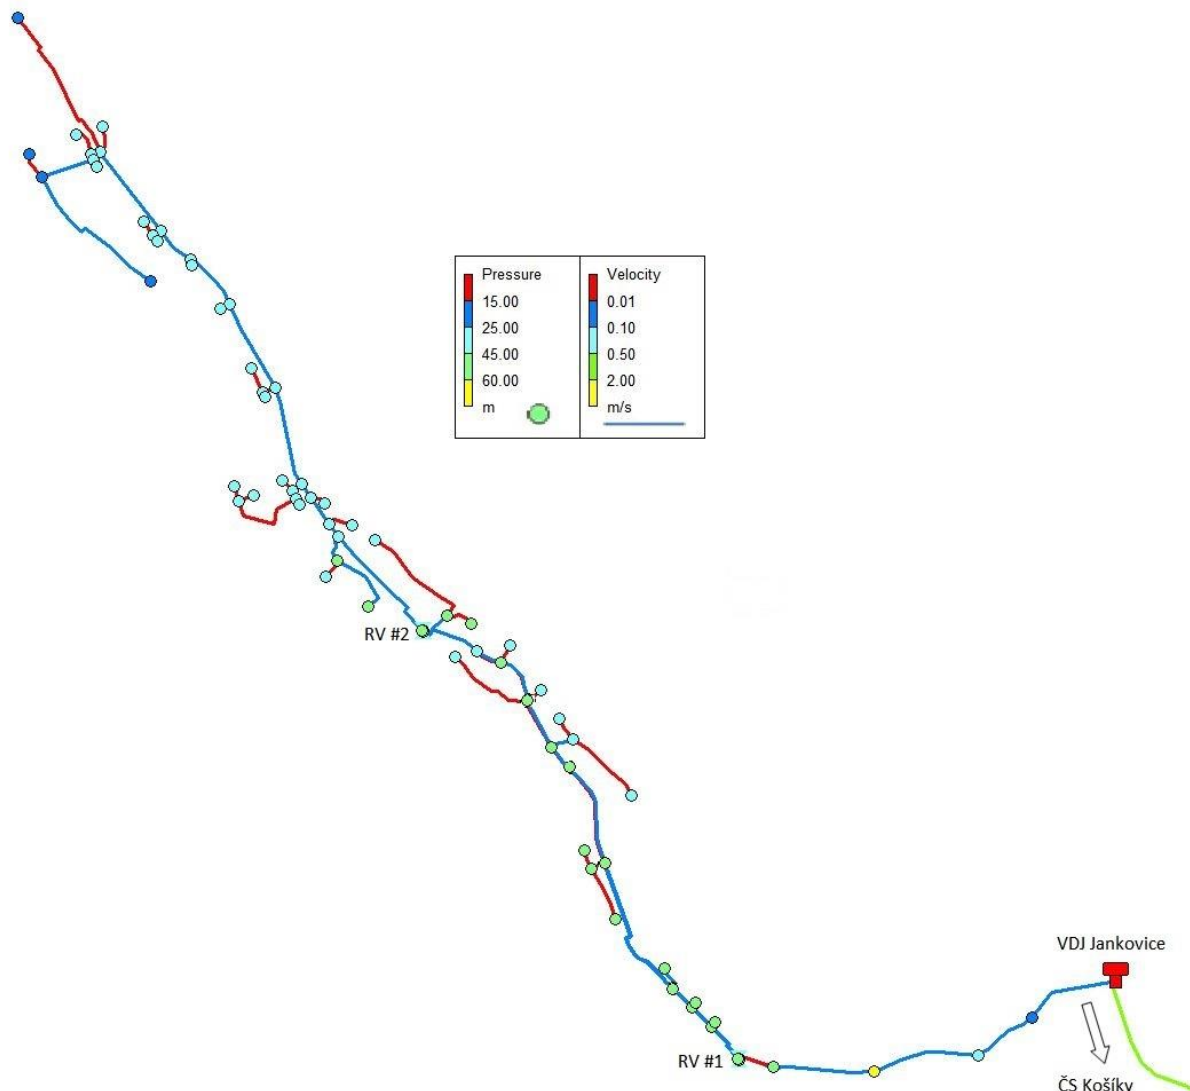 Pressure
15.00
25.00
45.00
60.00
m
Velocity
0.01
0.10
0.50
2.00
m/s
RV #2
VDJ Jankovice
RV #1
ČS Košíky